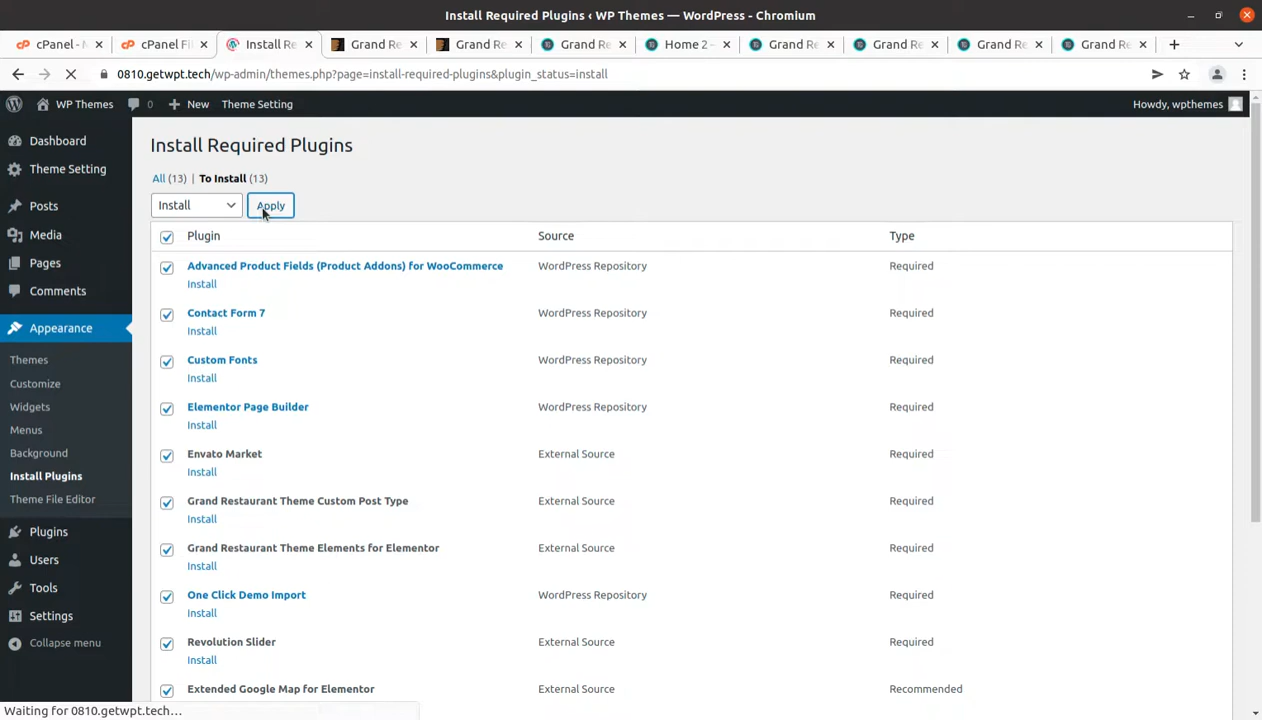 Install Required Plugins ‹ WP Themes — WordPress - Chromium
cPanel - M
cPanel Fi
Install Re
Grand Re
Grand Re
Grand Re
Home 2 –
Grand Re
Grand Re
Grand Re
Grand Re
0810.getwpt.tech/wp-admin/themes.php?page=install-required-plugins&plugin_status=install
WP Themes
0
New
Theme Setting
Howdy, wpthemes
Dashboard
Theme Setting
Posts
Media
Pages
Comments
Appearance
Themes
Customize
Widgets
Menus
Background
Install Plugins
Theme File Editor
Plugins
Users
Tools
Settings
Collapse menu
Install Required Plugins
All (13) | To Install (13)
Install
Apply
Plugin Source Type
Advanced Product Fields (Product Addons) for WooCommerce WordPress Repository Required
Install
Contact Form 7 WordPress Repository Required
Install
Custom Fonts WordPress Repository Required
Install
Elementor Page Builder WordPress Repository Required
Install
Envato Market External Source Required
Install
Grand Restaurant Theme Custom Post Type External Source Required
Install
Grand Restaurant Theme Elements for Elementor External Source Required
Install
One Click Demo Import WordPress Repository Required
Install
Revolution Slider External Source Required
Install
Extended Google Map for Elementor External Source Recommended
Waiting for 0810.getwpt.tech…